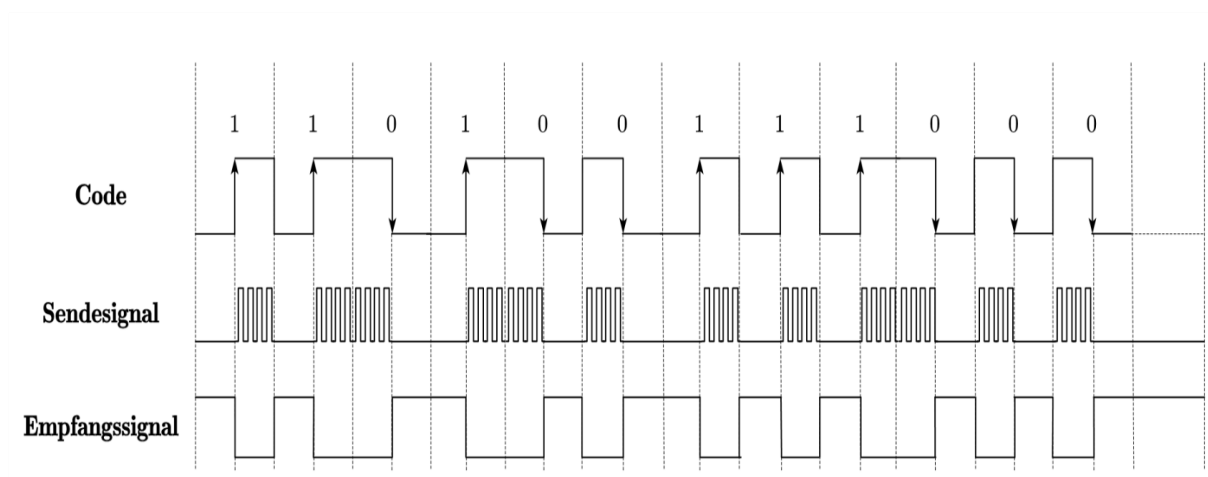 1 1 0 1 0 0 1 1 1 0 0 0
Code
Sendesignal
Empfangssignal